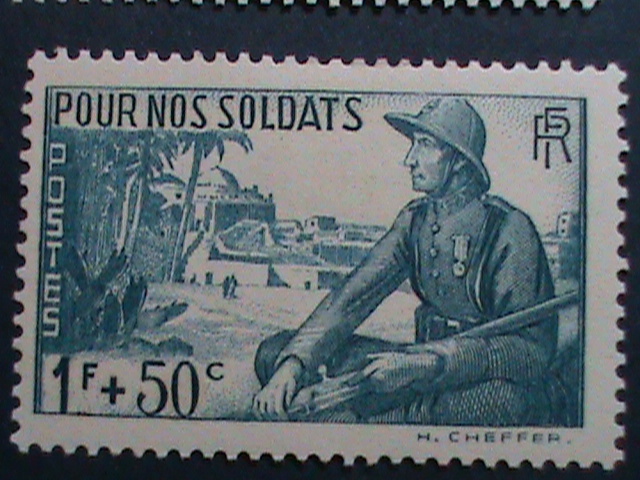 POUR NOS SOLDATS
RF
POSTES
1F + 50c
H. CHEFFER.